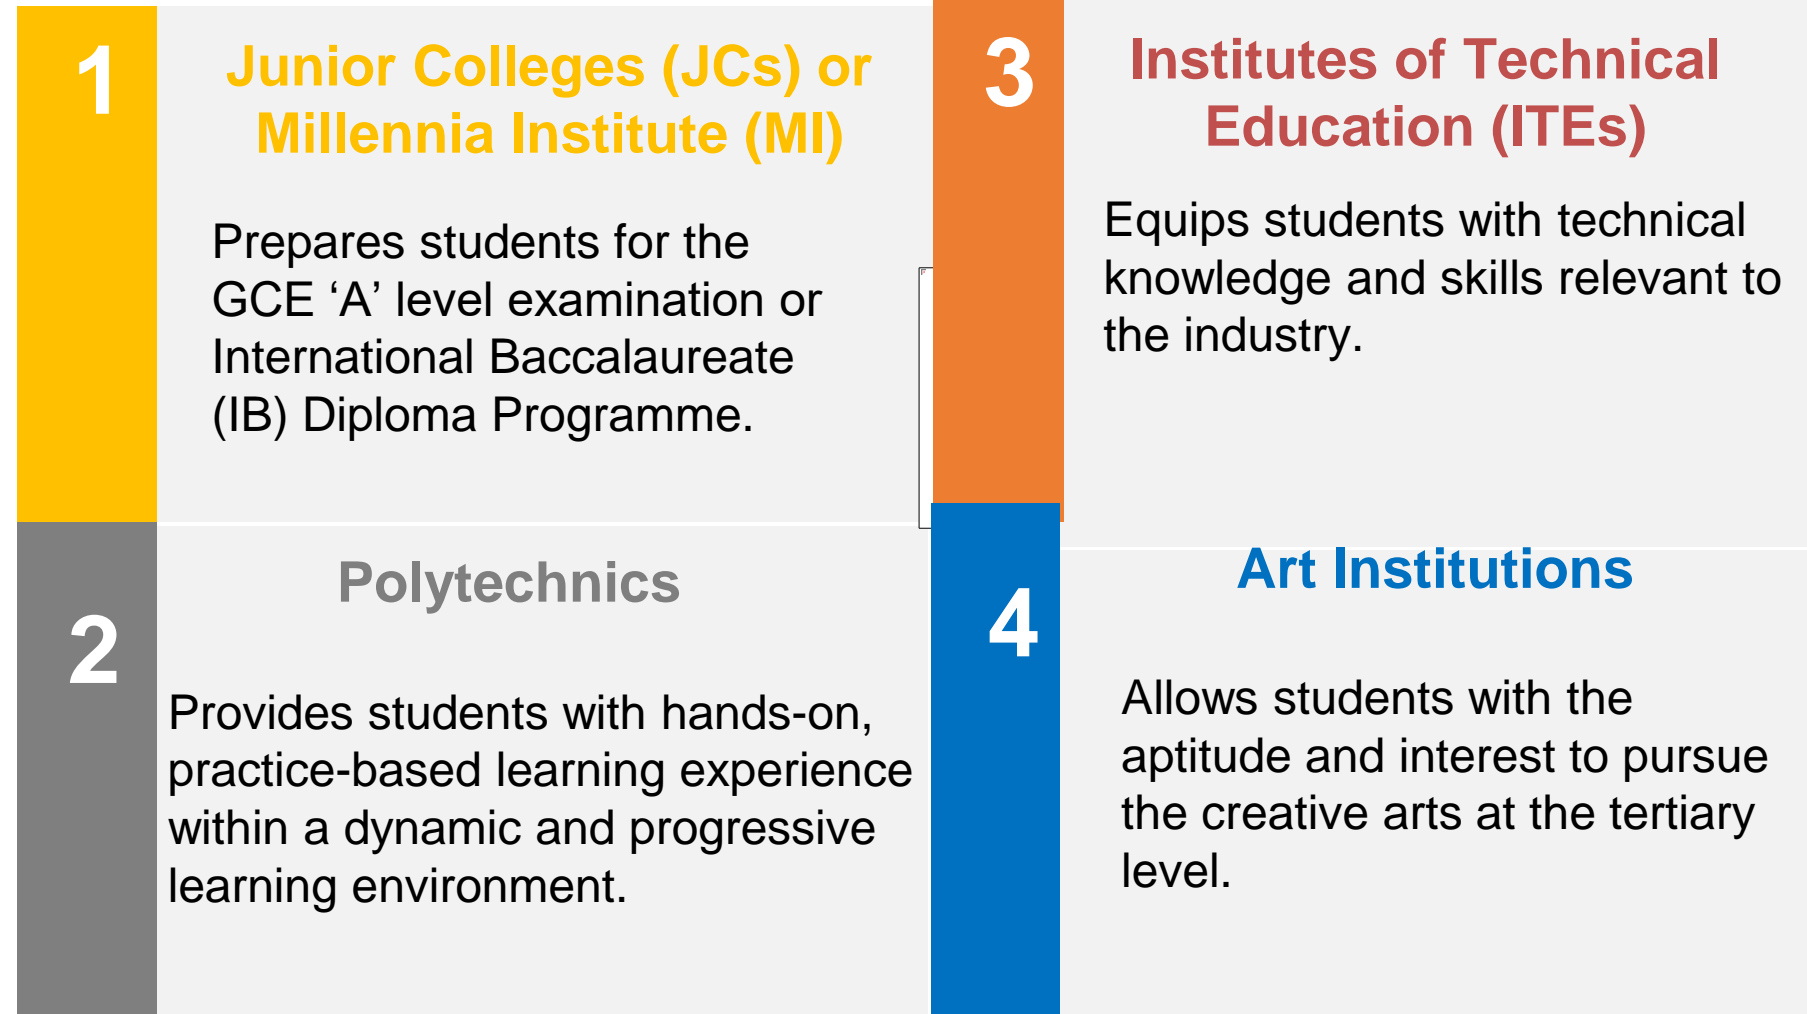 1
Junior Colleges (JCs) or
Millennia Institute (MI)
Prepares students for the
GCE ‘A’ level examination or
International Baccalaureate
(IB) Diploma Programme.
2
Polytechnics
Provides students with hands-on,
practice-based learning experience
within a dynamic and progressive
learning environment.
3
Institutes of Technical
Education (ITEs)
Equips students with technical
knowledge and skills relevant to
the industry.
4
Art Institutions
Allows students with the
aptitude and interest to pursue
the creative arts at the tertiary
level.